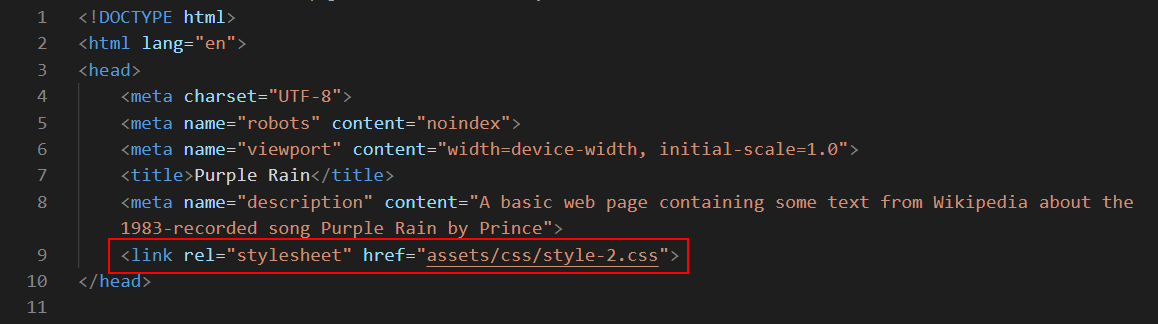 1 <!DOCTYPE html>
2 <html lang="en">
3 <head>
4 <meta charset="UTF-8">
5 <meta name="robots" content="noindex">
6 <meta name="viewport" content="width=device-width, initial-scale=1.0">
7 <title>Purple Rain</title>
8 <meta name="description" content="A basic web page containing some text from Wikipedia about the
1983-recorded song Purple Rain by Prince">
9 <link rel="stylesheet" href="assets/css/style-2.css">
10 </head>
11